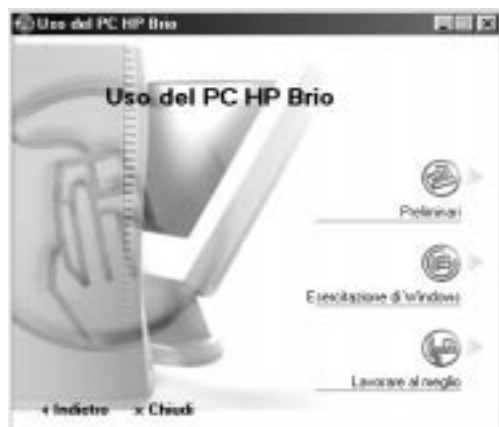 Uso del PC HP Brio
Uso del PC HP Brio
Preliminari
Esercitazione di Windows
Lavorare al meglio
Indietro
x Chiudi